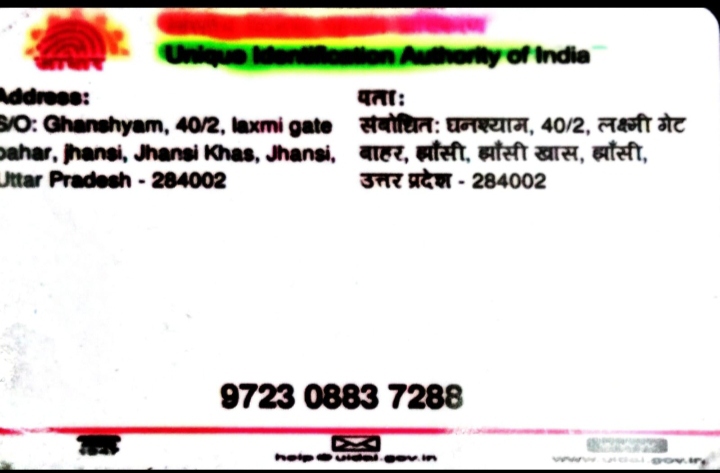 आधार
Unique Identification Authority of India
Address:
S/O: Ghanshyam, 40/2, laxmi gate
bahar, jhansi, Jhansi Khas, Jhansi,
Uttar Pradesh - 284002
पता:
संबोधित: घनश्याम, 40/2, लक्ष्मी गेट
बाहर, झाँसी, झाँसी खास, झाँसी,
उत्तर प्रदेश - 284002
9723 0883 7288
1947
help@uidai.gov.in
www.uidai.gov.in